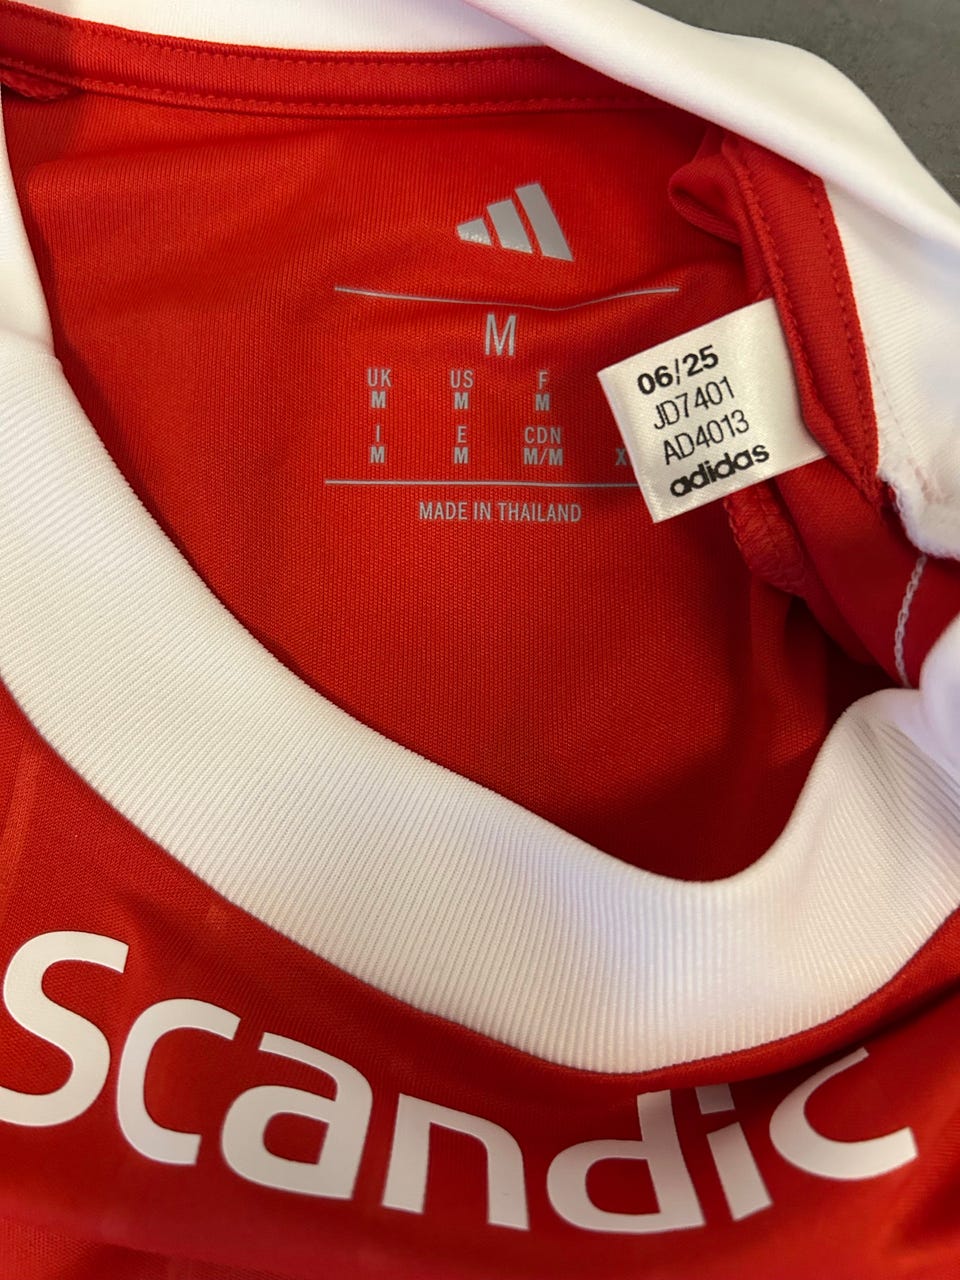 M
UK US F
M M M
I E CDN
M M M/M X
MADE IN THAILAND
06/25
JD7401
AD4013
adidas
Scandic